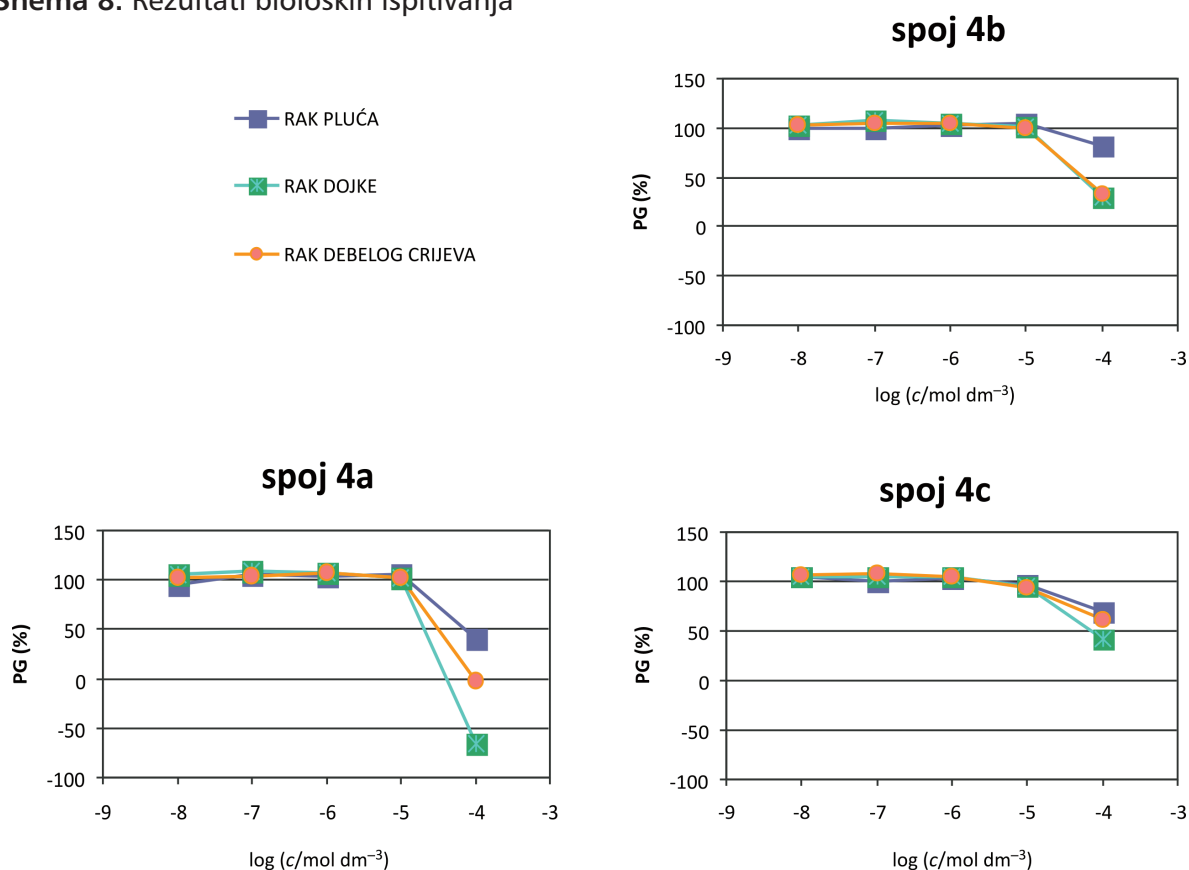 Shema 8. Rezultati bioloških ispitivanja
RAK PLUĆA
RAK DOJKE
RAK DEBELOG CRIJEVA
spoj 4b
150
100
50
0
-50
-100
PG (%)
-9 -8 -7 -6 -5 -4 -3
log (c/mol dm⁻³)
spoj 4a
150
100
50
0
-50
-100
PG (%)
-9 -8 -7 -6 -5 -4 -3
log (c/mol dm⁻³)
spoj 4c
150
100
50
0
-50
-100
PG (%)
-9 -8 -7 -6 -5 -4 -3
log (c/mol dm⁻³)